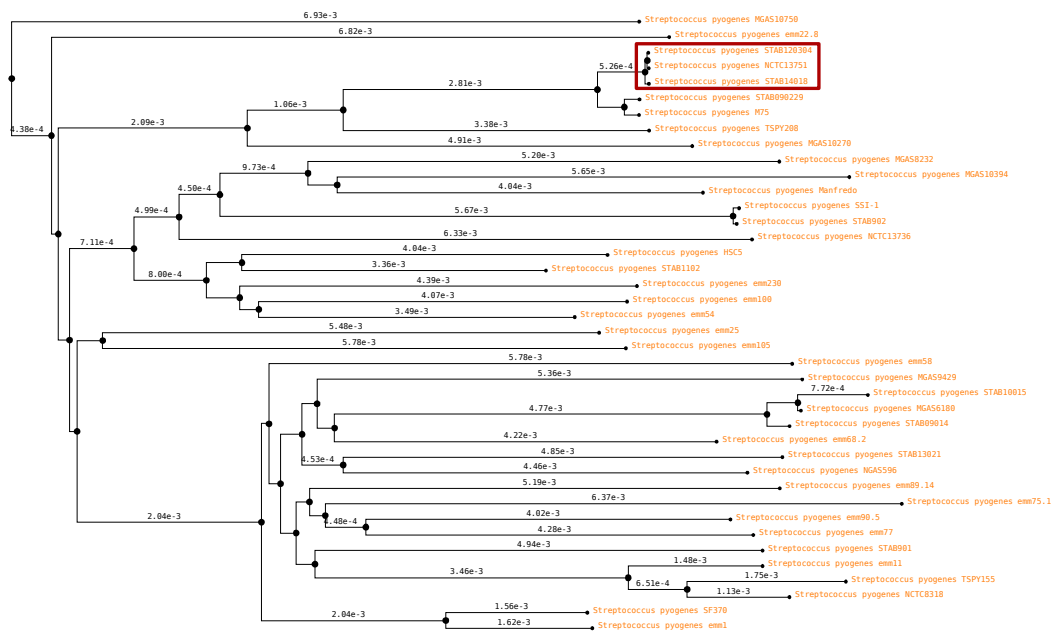 6.93e-3 Streptococcus pyogenes MGAS10750
6.82e-3 Streptococcus pyogenes emm22.8
Streptococcus pyogenes STAB120304
5.26e-4 Streptococcus pyogenes NCTC13751
Streptococcus pyogenes STAB14018
2.81e-3
Streptococcus pyogenes STAB090229
1.06e-3
Streptococcus pyogenes M75
4.38e-4 2.09e-3 3.38e-3 Streptococcus pyogenes TSPY208
4.91e-3 Streptococcus pyogenes MGAS10270
5.20e-3 Streptococcus pyogenes MGAS8232
9.73e-4 5.65e-3 Streptococcus pyogenes MGAS10394
4.50e-4 4.04e-3 Streptococcus pyogenes Manfredo
4.99e-4 5.67e-3 Streptococcus pyogenes SSI-1
Streptococcus pyogenes STAB902
7.11e-4 6.33e-3 Streptococcus pyogenes NCTC13736
4.04e-3 Streptococcus pyogenes HSC5
8.00e-4 3.36e-3 Streptococcus pyogenes STAB1102
4.39e-3 Streptococcus pyogenes emm230
4.07e-3 Streptococcus pyogenes emm100
3.49e-3 Streptococcus pyogenes emm54
5.48e-3 Streptococcus pyogenes emm25
5.78e-3 Streptococcus pyogenes emm105
5.78e-3 Streptococcus pyogenes emm58
5.36e-3 Streptococcus pyogenes MGAS9429
7.72e-4 Streptococcus pyogenes STAB10015
4.77e-3 Streptococcus pyogenes MGAS6180
Streptococcus pyogenes STAB09014
4.22e-3 Streptococcus pyogenes emm68.2
4.53e-4 4.85e-3 Streptococcus pyogenes STAB13021
4.46e-3 Streptococcus pyogenes NGAS596
5.19e-3 Streptococcus pyogenes emm89.14
6.37e-3 Streptococcus pyogenes emm75.1
2.04e-3 4.48e-4 4.02e-3 Streptococcus pyogenes emm90.5
4.28e-3 Streptococcus pyogenes emm77
4.94e-3 Streptococcus pyogenes STAB901
3.46e-3 1.48e-3 Streptococcus pyogenes emm11
6.51e-4 1.75e-3 Streptococcus pyogenes TSPY155
1.13e-3 Streptococcus pyogenes NCTC8318
2.04e-3 1.56e-3 Streptococcus pyogenes SF370
1.62e-3 Streptococcus pyogenes emm1